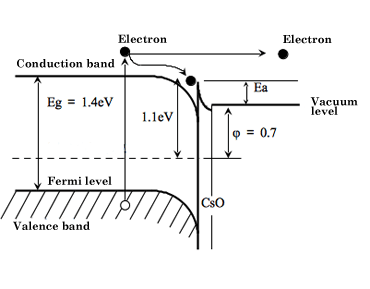 Electron
Electron
Conduction band
Ea
Eg = 1.4eV
Vacuum
level
1.1eV
φ = 0.7
Fermi level
CsO
Valence band